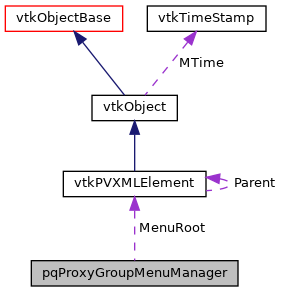 vtkObjectBase
vtkTimeStamp
MTime
vtkObject
vtkPVXMLElement
Parent
MenuRoot
pqProxyGroupMenuManager